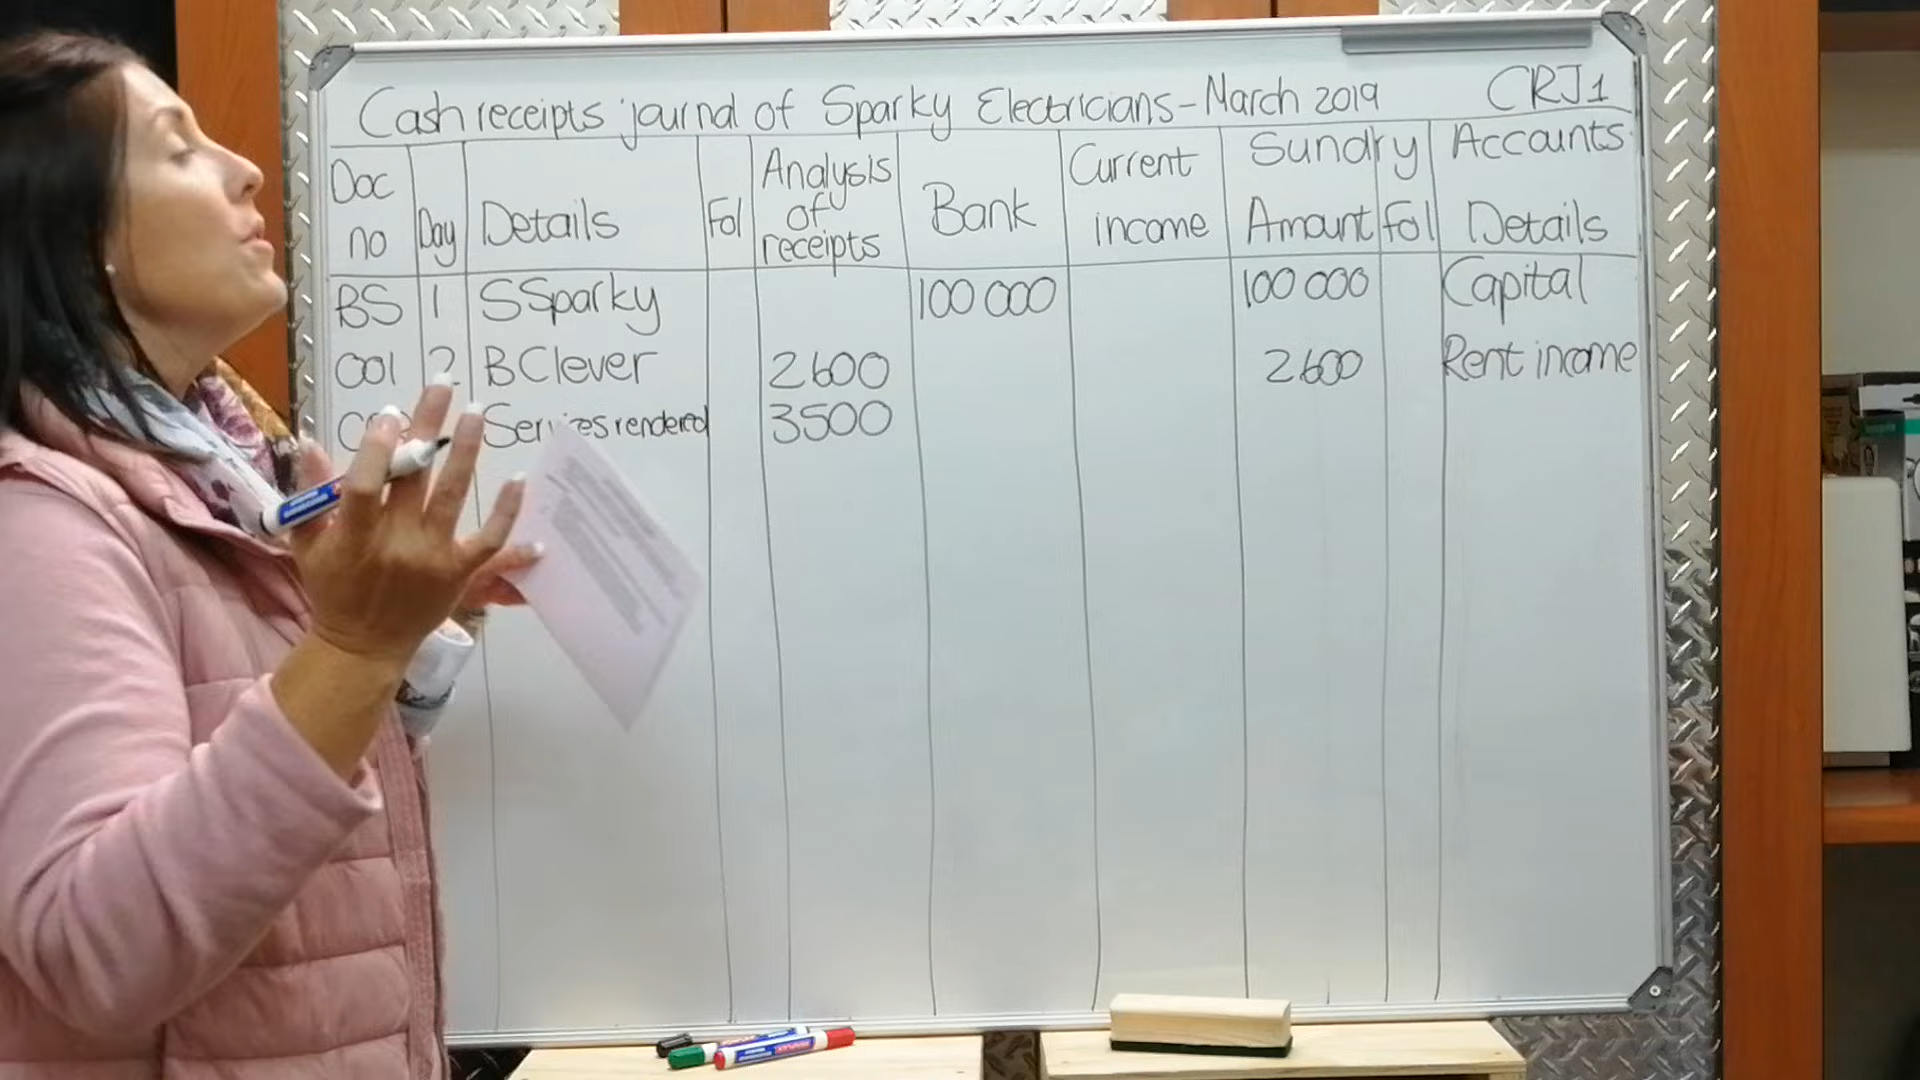 Cash receipts journal of Sparky Electricians - March 2019 CRJ1
Doc no Day Details Fol Analysis of receipts Bank Current income Sundry Accounts Amount Fol Details
BS 1 S Sparky 100 000 100 000 Capital
001 2 B Clever 2600 2600 Rent income
Services rendered 3500